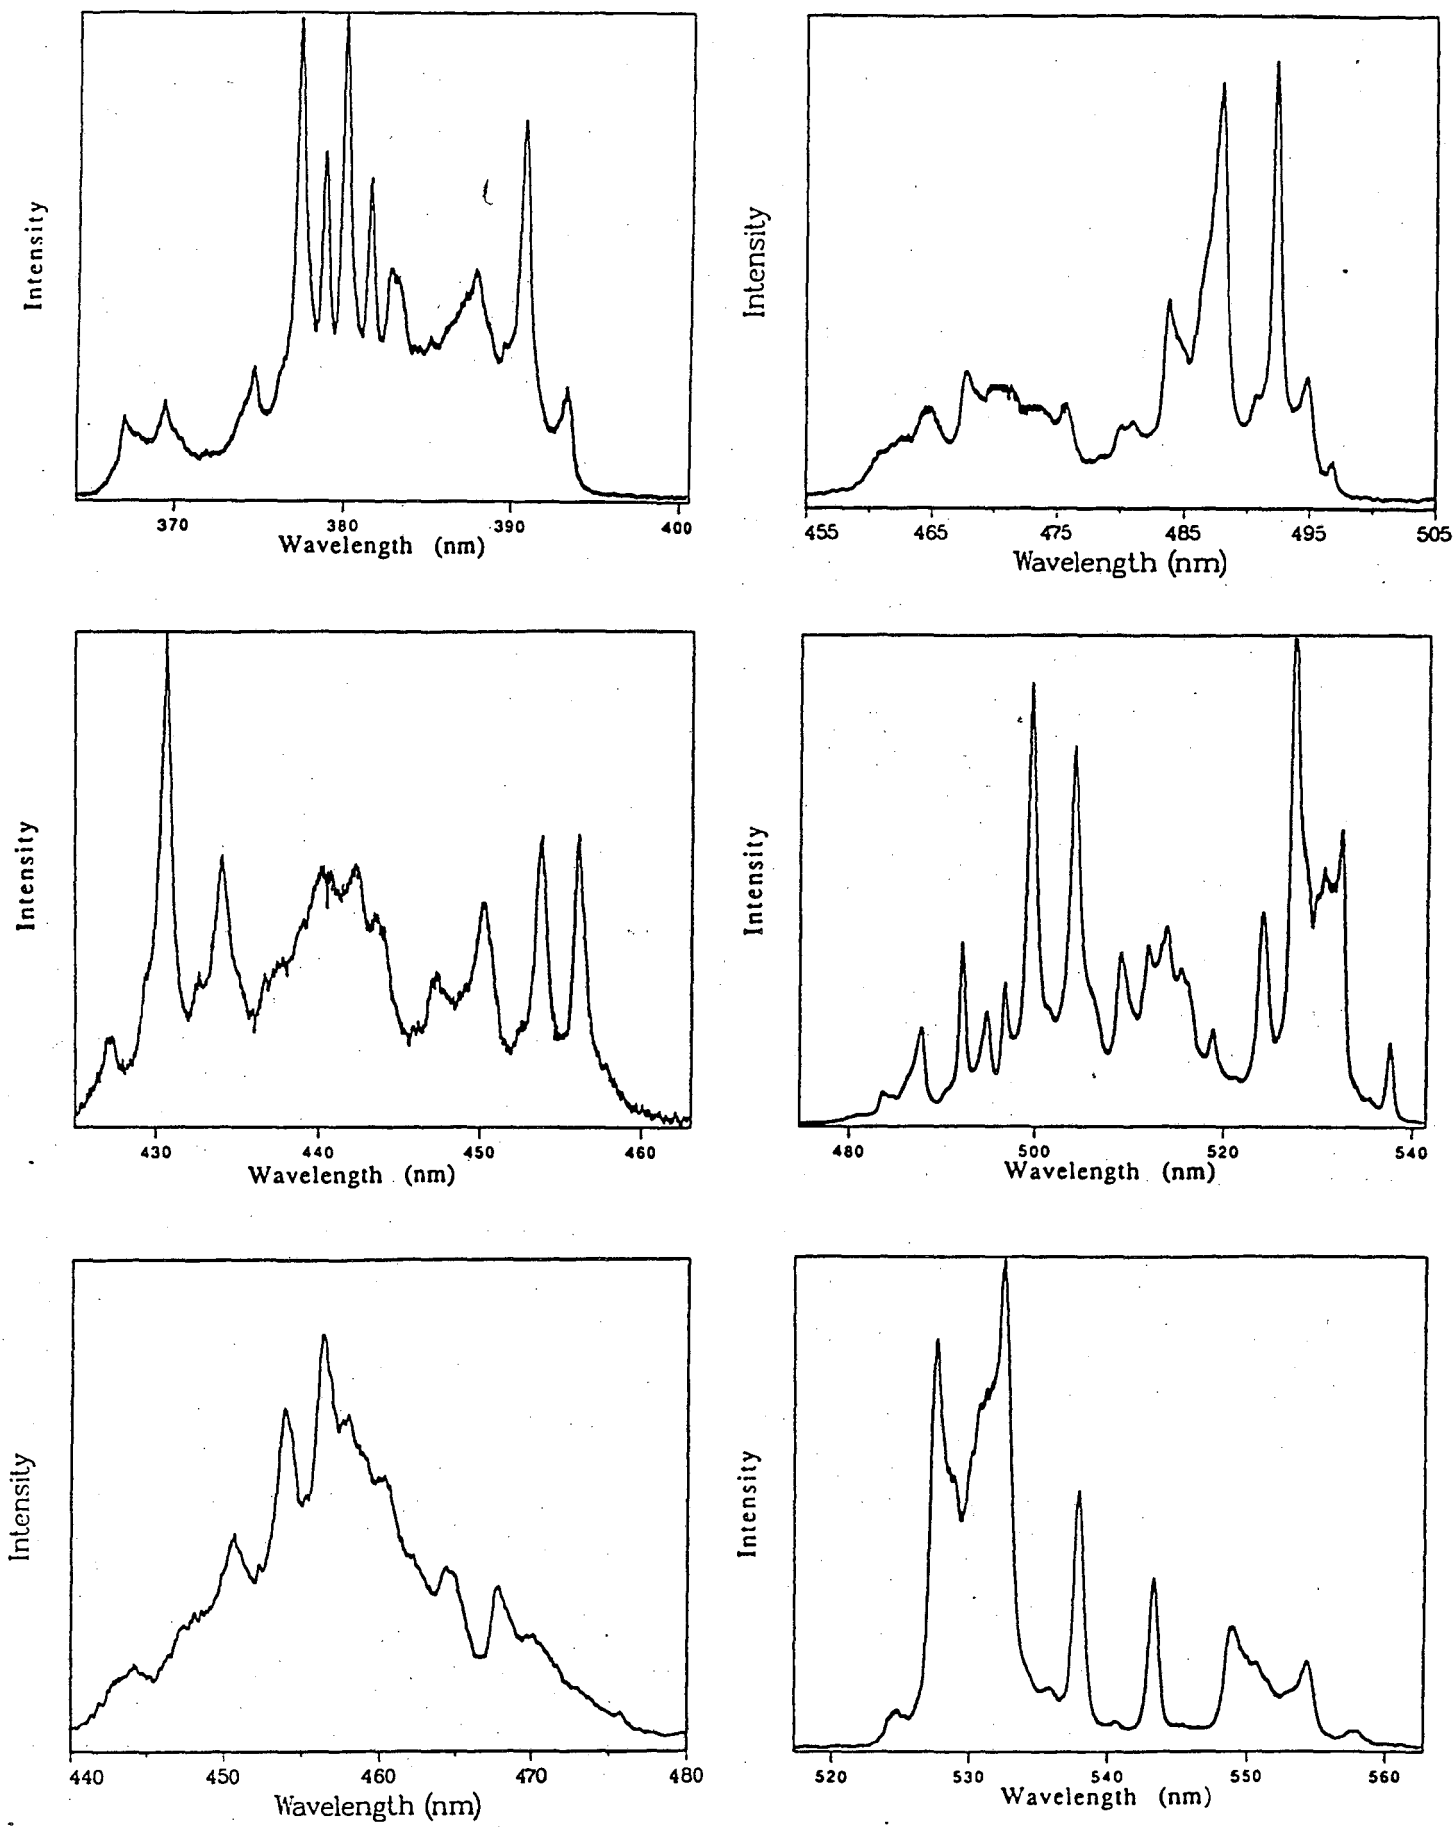 Intensity
370 380 390 400
Wavelength (nm)
Intensity
455 465 475 485 495 505
Wavelength (nm)
Intensity
430 440 450 460
Wavelength (nm)
Intensity
480 500 520 540
Wavelength (nm)
Intensity
440 450 460 470 480
Wavelength (nm)
Intensity
520 530 540 550 560
Wavelength (nm)